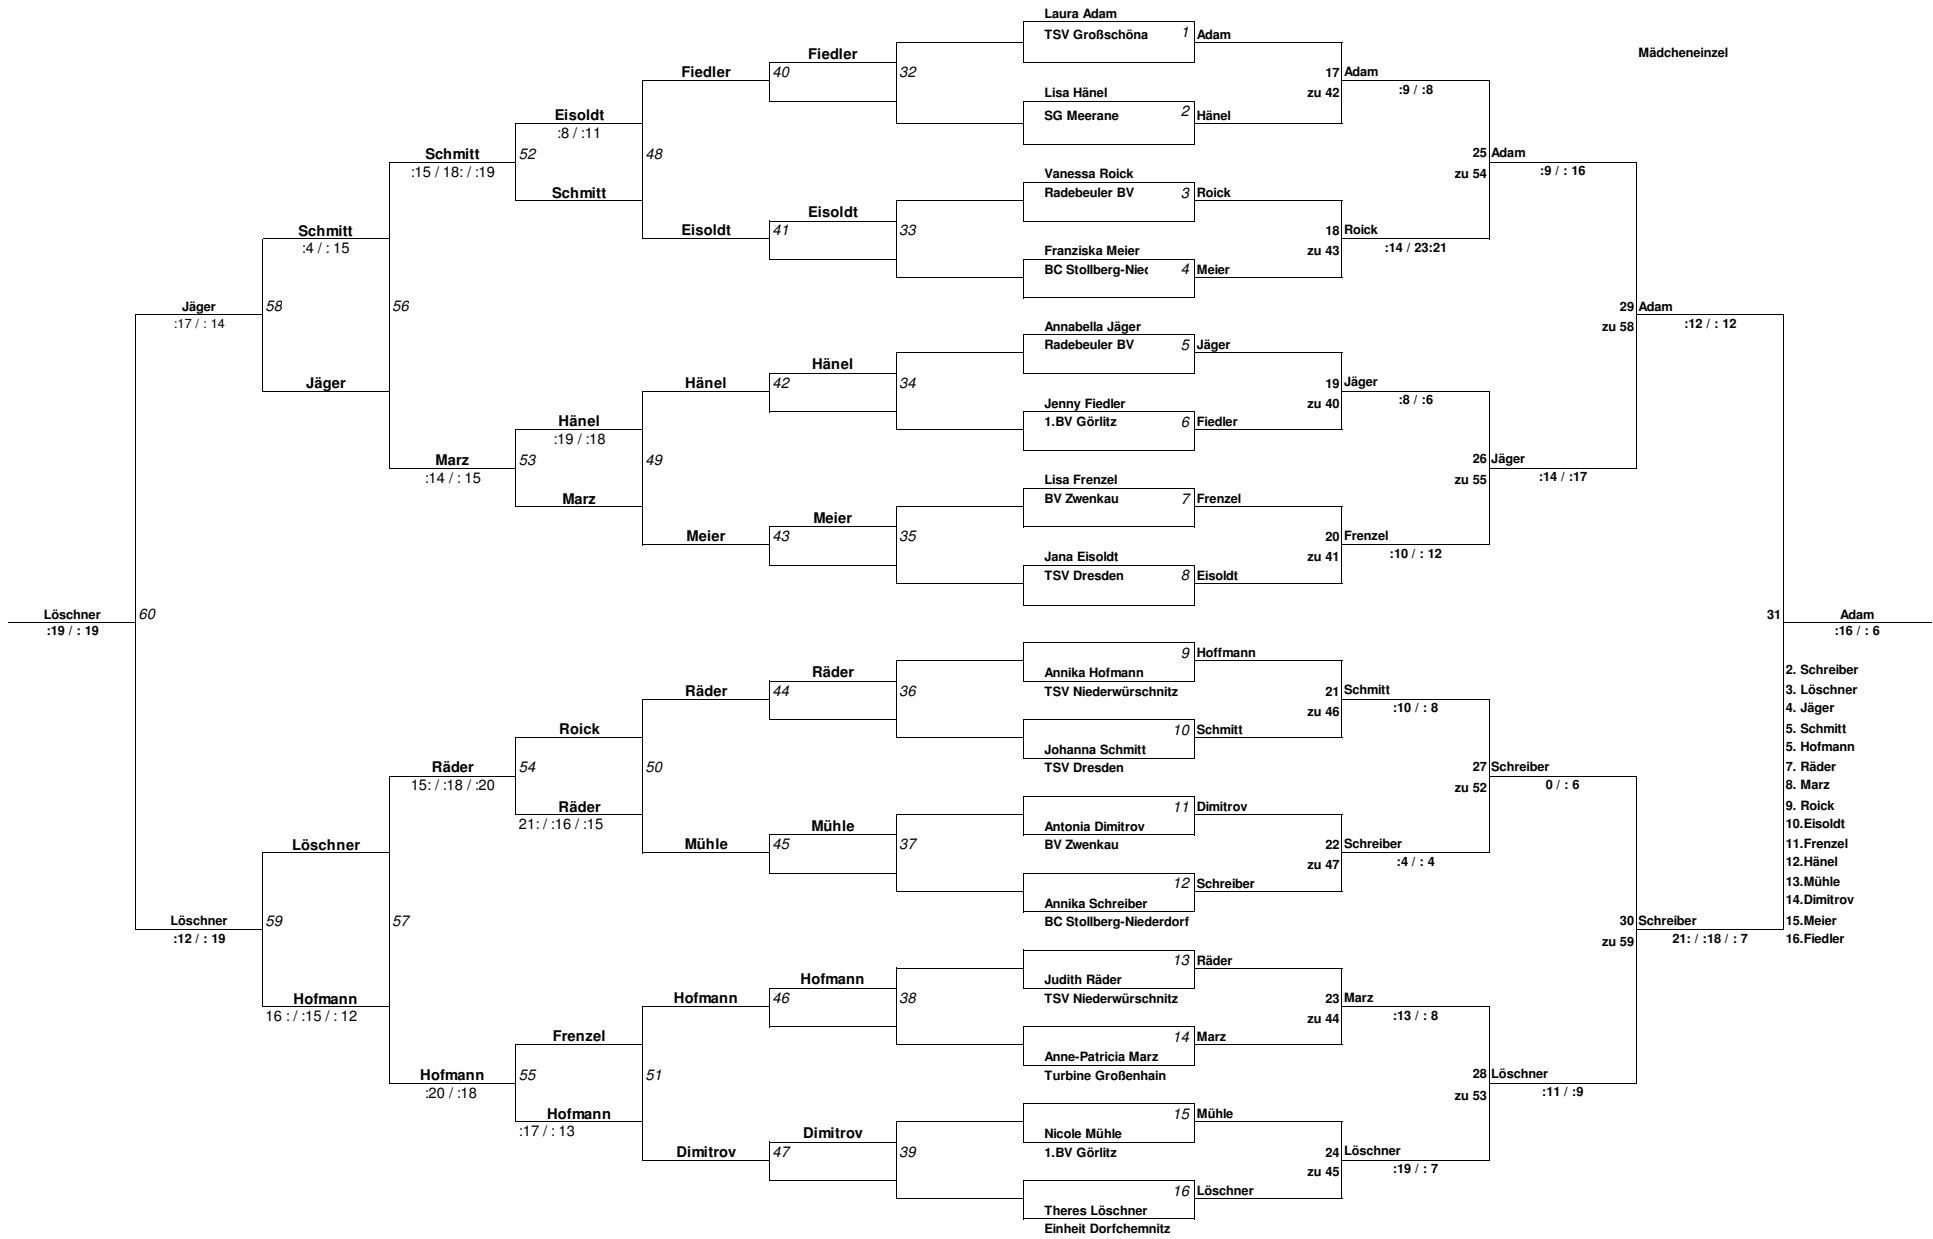 Laura Adam
TSV Großschöna 1 Adam
Mädcheneinzel
Fiedler
Fiedler 40 32
17 Adam
zu 42 :9 / :8
Lisa Hänel
SG Meerane 2 Hänel
Eisoldt
:8 / :11
Schmitt 52 48
:15 / 18: / :19
25 Adam
zu 54 :9 / : 16
Vanessa Roick
Radebeuler BV 3 Roick
Schmitt
Eisoldt
Schmitt
:4 / : 15
Eisoldt 41 33
18 Roick
zu 43 :14 / 23:21
Franziska Meier
BC Stollberg-Nied 4 Meier
Jäger 58 56
:17 / : 14
29 Adam
zu 58 :12 / : 12
Annabella Jäger
Radebeuler BV 5 Jäger
Hänel
Jäger
Hänel 42 34
19 Jäger
zu 40 :8 / :6
Jenny Fiedler
1.BV Görlitz 6 Fiedler
Hänel
:19 / :18
Marz 53 49
:14 / : 15
26 Jäger
zu 55 :14 / :17
Lisa Frenzel
BV Zwenkau 7 Frenzel
Marz
Meier
Meier 43 35
20 Frenzel
zu 41 :10 / : 12
Jana Eisoldt
TSV Dresden 8 Eisoldt
Löschner 60
:19 / : 19
31 Adam
:16 / : 6
9 Hoffmann
Annika Hofmann
TSV Niederwürschnitz
Räder
Räder 44 36
21 Schmitt
zu 46 :10 / : 8
2. Schreiber
3. Löschner
4. Jäger
5. Schmitt
5. Hofmann
7. Räder
8. Marz
9. Roick
10.Eisoldt
11.Frenzel
12.Hänel
13.Mühle
14.Dimitrov
15.Meier
16.Fiedler
10 Schmitt
Johanna Schmitt
TSV Dresden
Roick
Räder 54 50
15: / :18 / :20
27 Schreiber
zu 52 0 / : 6
Räder
21: / :16 / :15
11 Dimitrov
Antonia Dimitrov
BV Zwenkau
Mühle
Löschner
Mühle 45 37
22 Schreiber
zu 47 :4 / : 4
12 Schreiber
Annika Schreiber
BC Stollberg-Niederdorf
Löschner 59 57
:12 / : 19
30 Schreiber
zu 59 21: / :18 / : 7
13 Räder
Judith Räder
TSV Niederwürschnitz
Hofmann
Hofmann
16 : / :15 / : 12
Hofmann 46 38
23 Marz
zu 44 :13 / : 8
14 Marz
Anne-Patricia Marz
Turbine Großenhain
Frenzel
Hofmann 55 51
:20 / :18
28 Löschner
zu 53 :11 / :9
Hofmann
:17 / : 13
15 Mühle
Nicole Mühle
1.BV Görlitz
Dimitrov
Dimitrov 47 39
24 Löschner
zu 45 :19 / : 7
16 Löschner
Theres Löschner
Einheit Dorfchemnitz